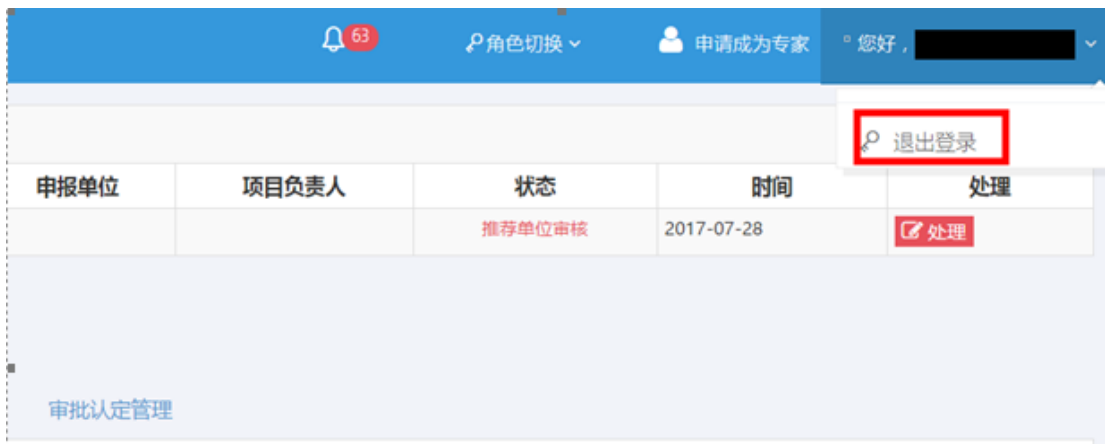 63 角色切换 申请成为专家 您好,
退出登录
申报单位 项目负责人 状态 时间 处理
推荐单位审核 2017-07-28 处理
审批认定管理